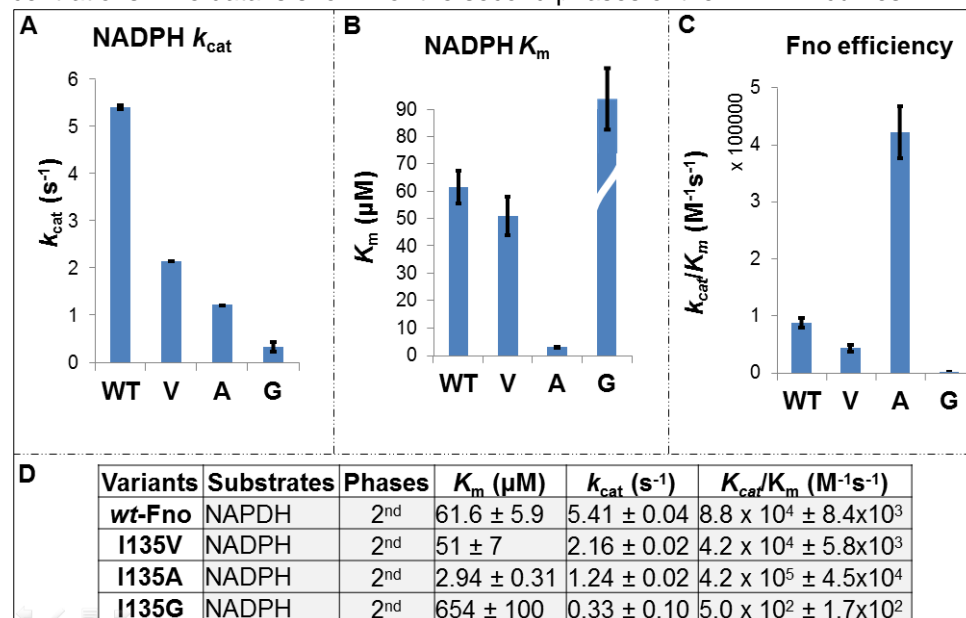 A
NADPH kcat
kcat (s-1)
6
5
4
3
2
1
0
WT V A G
B
NADPH Km
Km (µM)
90
80
70
60
50
40
30
20
10
0
WT V A G
C
Fno efficiency
kcat/Km (M-1s-1)
x 100000
5
4
3
2
1
0
WT V A G
D
Variants Substrates Phases Km (µM) kcat (s-1) Kcat/Km (M-1s-1)
wt-Fno NAPDH 2nd 61.6 ± 5.9 5.41 ± 0.04 8.8 x 10⁴ ± 8.4x10³
I135V NADPH 2nd 51 ± 7 2.16 ± 0.02 4.2 x 10⁴ ± 5.8x10³
I135A NADPH 2nd 2.94 ± 0.31 1.24 ± 0.02 4.2 x 10⁵ ± 4.5x10⁴
I135G NADPH 2nd 654 ± 100 0.33 ± 0.10 5.0 x 10² ± 1.7x10²